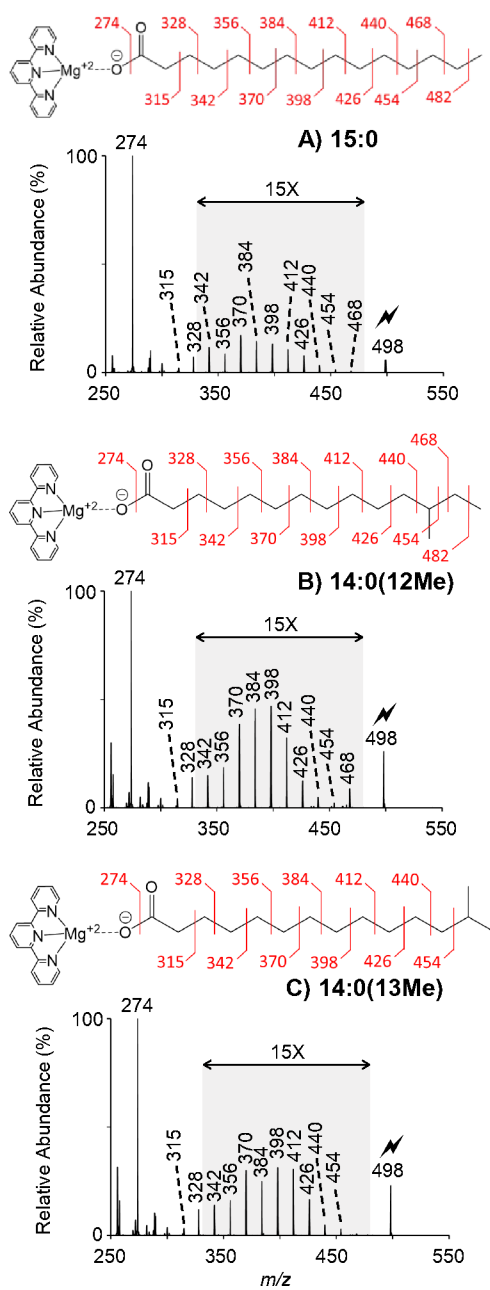 274 328 356 384 412 440 468
N
N Mg+2 O− O
N
315 342 370 398 426 454 482
A) 15:0
Relative Abundance (%)
100
0
274
15X
315 328 342 356 370 384 398 412 426 440 454 468 498
250 350 450 550
468
274 328 356 384 412 440
N
N Mg+2 O− O
N
315 342 370 398 426 454
482
B) 14:0(12Me)
Relative Abundance (%)
100
0
274
15X
315 328 342 356 370 384 398 412 426 440 454 468 498
250 350 450 550
274 328 356 384 412 440
N
N Mg+2 O− O
N
315 342 370 398 426 454
C) 14:0(13Me)
Relative Abundance (%)
100
0
274
15X
315 328 342 356 370 384 398 412 426 440 454 498
250 350 450 550
m/z